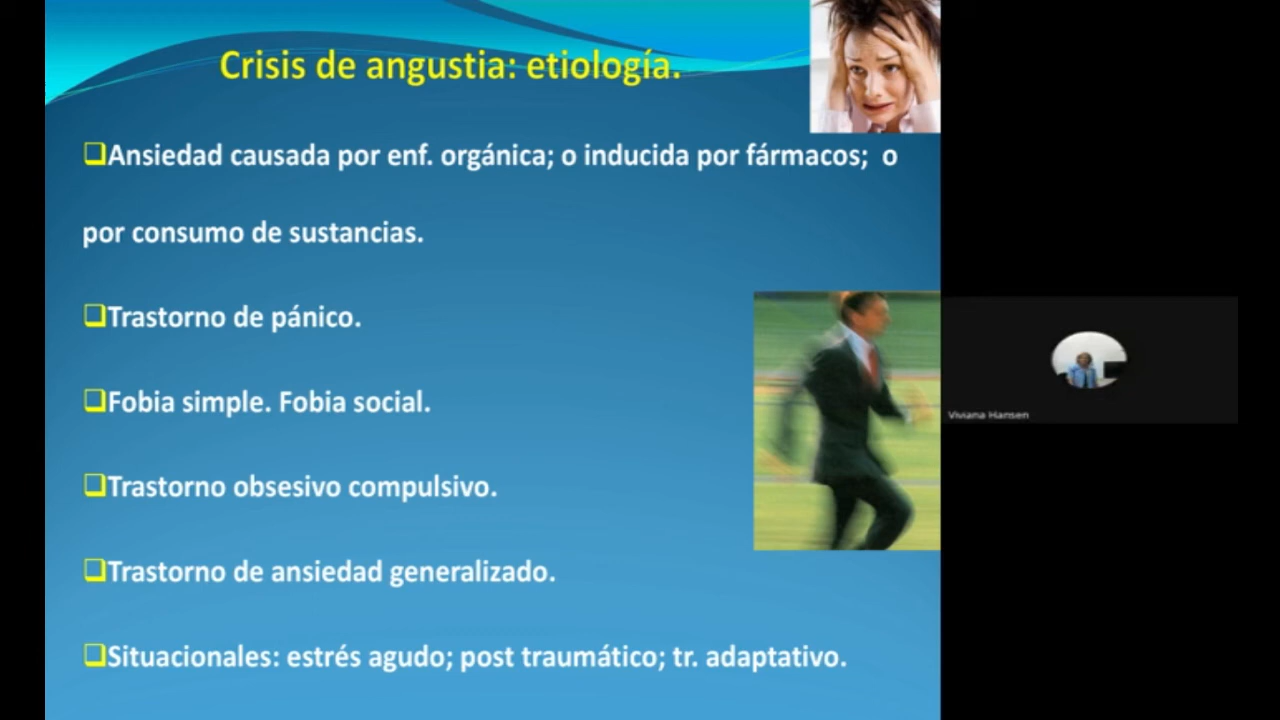 Crisis de angustia: etiología.
❑Ansiedad causada por enf. orgánica; o inducida por fármacos;  o
por consumo de sustancias.
❑Trastorno de pánico.
❑Fobia simple. Fobia social.
❑Trastorno obsesivo compulsivo.
❑Trastorno de ansiedad generalizado.
❑Situacionales: estrés agudo; post traumático; tr. adaptativo.
Viviana Hansen